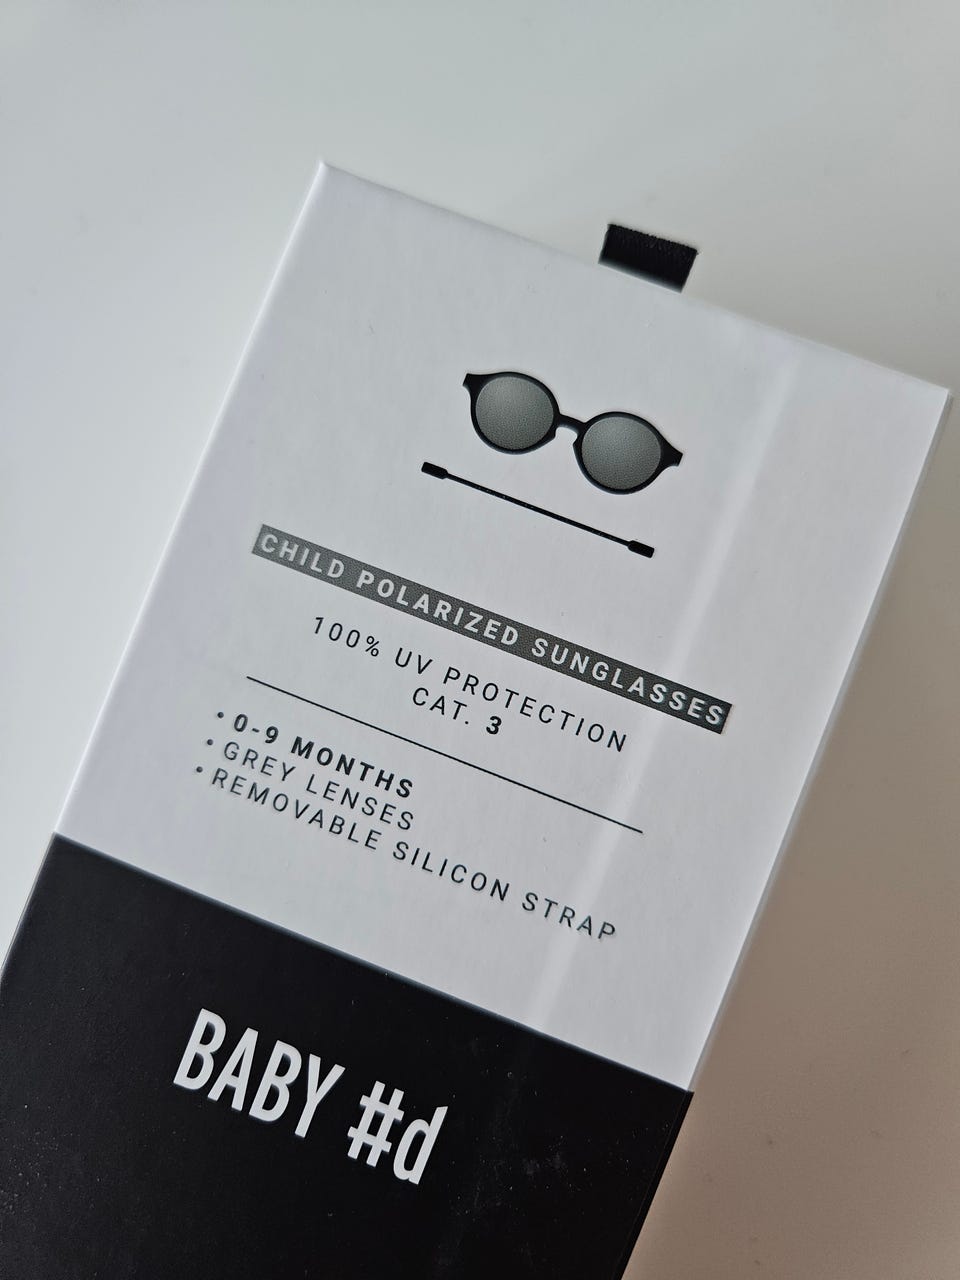 CHILD POLARIZED SUNGLASSES
100% UV PROTECTION
CAT. 3
• 0-9 MONTHS
• GREY LENSES
• REMOVABLE SILICON STRAP
BABY #d